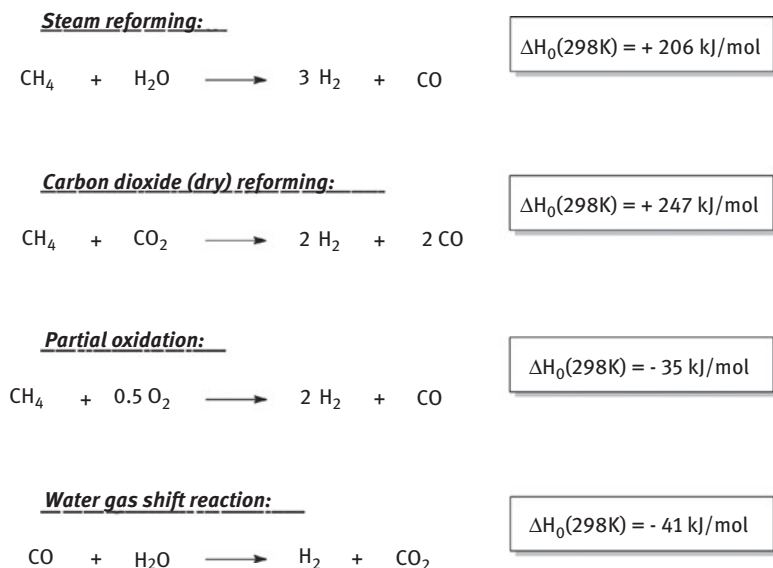 Steam reforming:
ΔH₀(298K) = + 206 kJ/mol
CH₄ + H₂O ⟶ 3 H₂ + CO
Carbon dioxide (dry) reforming:
ΔH₀(298K) = + 247 kJ/mol
CH₄ + CO₂ ⟶ 2 H₂ + 2 CO
Partial oxidation:
ΔH₀(298K) = - 35 kJ/mol
CH₄ + 0.5 O₂ ⟶ 2 H₂ + CO
Water gas shift reaction:
ΔH₀(298K) = - 41 kJ/mol
CO + H₂O ⟶ H₂ + CO₂